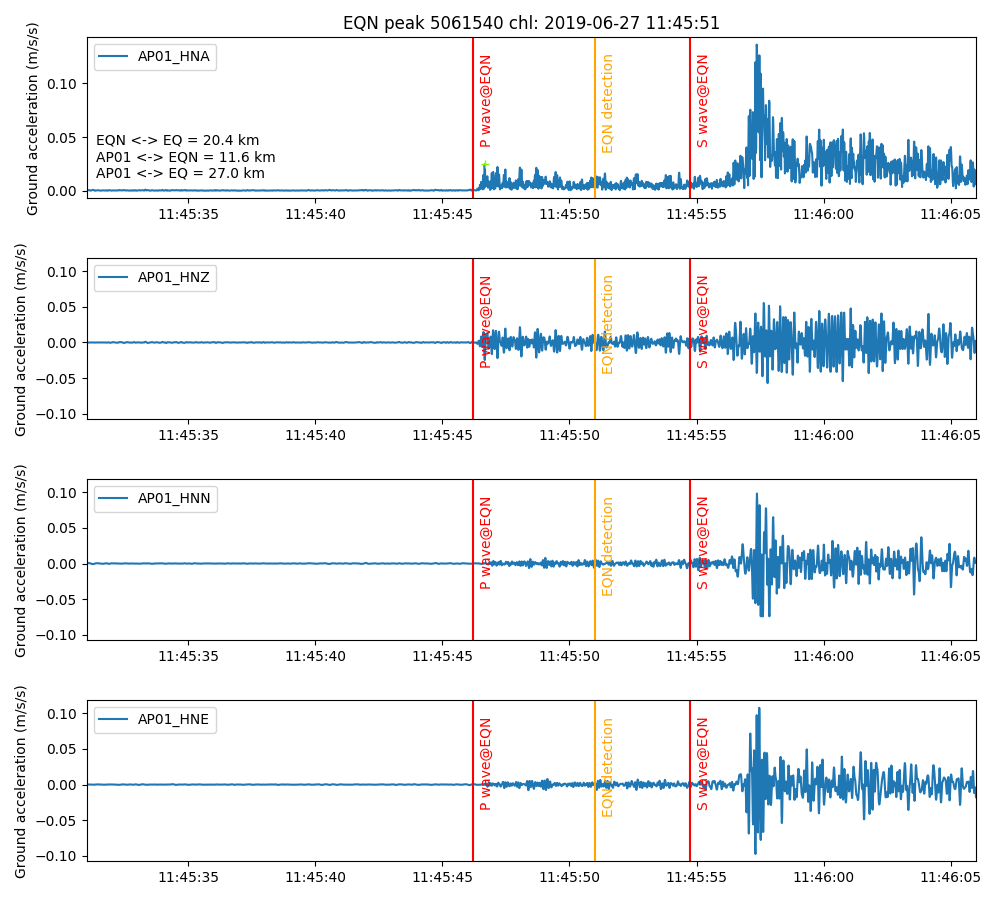 EQN peak 5061540 chl: 2019-06-27 11:45:51
Ground acceleration (m/s/s)
0.10
0.05
0.00
AP01_HNA
EQN <-> EQ = 20.4 km
AP01 <-> EQN = 11.6 km
AP01 <-> EQ = 27.0 km
P wave@EQN
EQN detection
S wave@EQN
11:45:35 11:45:40 11:45:45 11:45:50 11:45:55 11:46:00 11:46:05
Ground acceleration (m/s/s)
0.10
0.05
0.00
−0.05
−0.10
AP01_HNZ
P wave@EQN
EQN detection
S wave@EQN
11:45:35 11:45:40 11:45:45 11:45:50 11:45:55 11:46:00 11:46:05
Ground acceleration (m/s/s)
0.10
0.05
0.00
−0.05
−0.10
AP01_HNN
P wave@EQN
EQN detection
S wave@EQN
11:45:35 11:45:40 11:45:45 11:45:50 11:45:55 11:46:00 11:46:05
Ground acceleration (m/s/s)
0.10
0.05
0.00
−0.05
−0.10
AP01_HNE
P wave@EQN
EQN detection
S wave@EQN
11:45:35 11:45:40 11:45:45 11:45:50 11:45:55 11:46:00 11:46:05